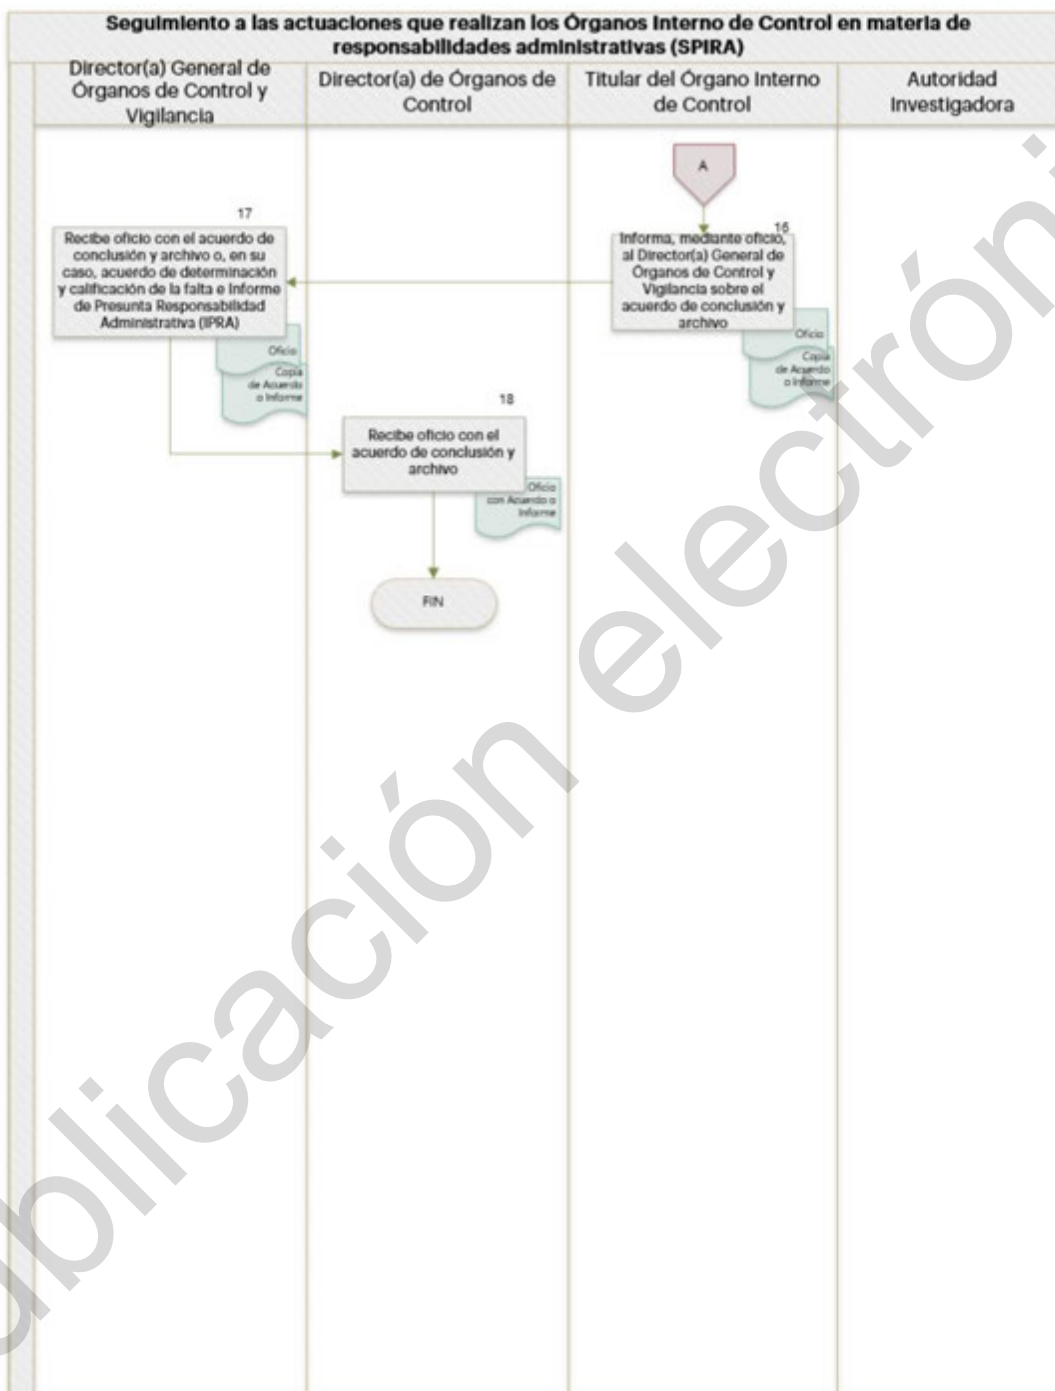 Seguimiento a las actuaciones que realizan los Órganos Interno de Control en materia de
responsabilidades administrativas (SPIRA)
Director(a) General de
Órganos de Control y
Vigilancia
Director(a) de Órganos de
Control
Titular del Órgano Interno
de Control
Autoridad
Investigadora
A
16
Informa, mediante oficio,
al Director(a) General de
Órganos de Control y
Vigilancia sobre el
acuerdo de conclusión y
archivo
Oficio
Copia
de Acuerdo
o Informe
17
Recibe oficio con el acuerdo de
conclusión y archivo o, en su
caso, acuerdo de determinación
y calificación de la falta e Informe
de Presunta Responsabilidad
Administrativa (IPRA)
Oficio
Copia
de Acuerdo
o Informe
18
Recibe oficio con el
acuerdo de conclusión y
archivo
Oficio
con Acuerdo o
Informe
FIN
ublicación electróni